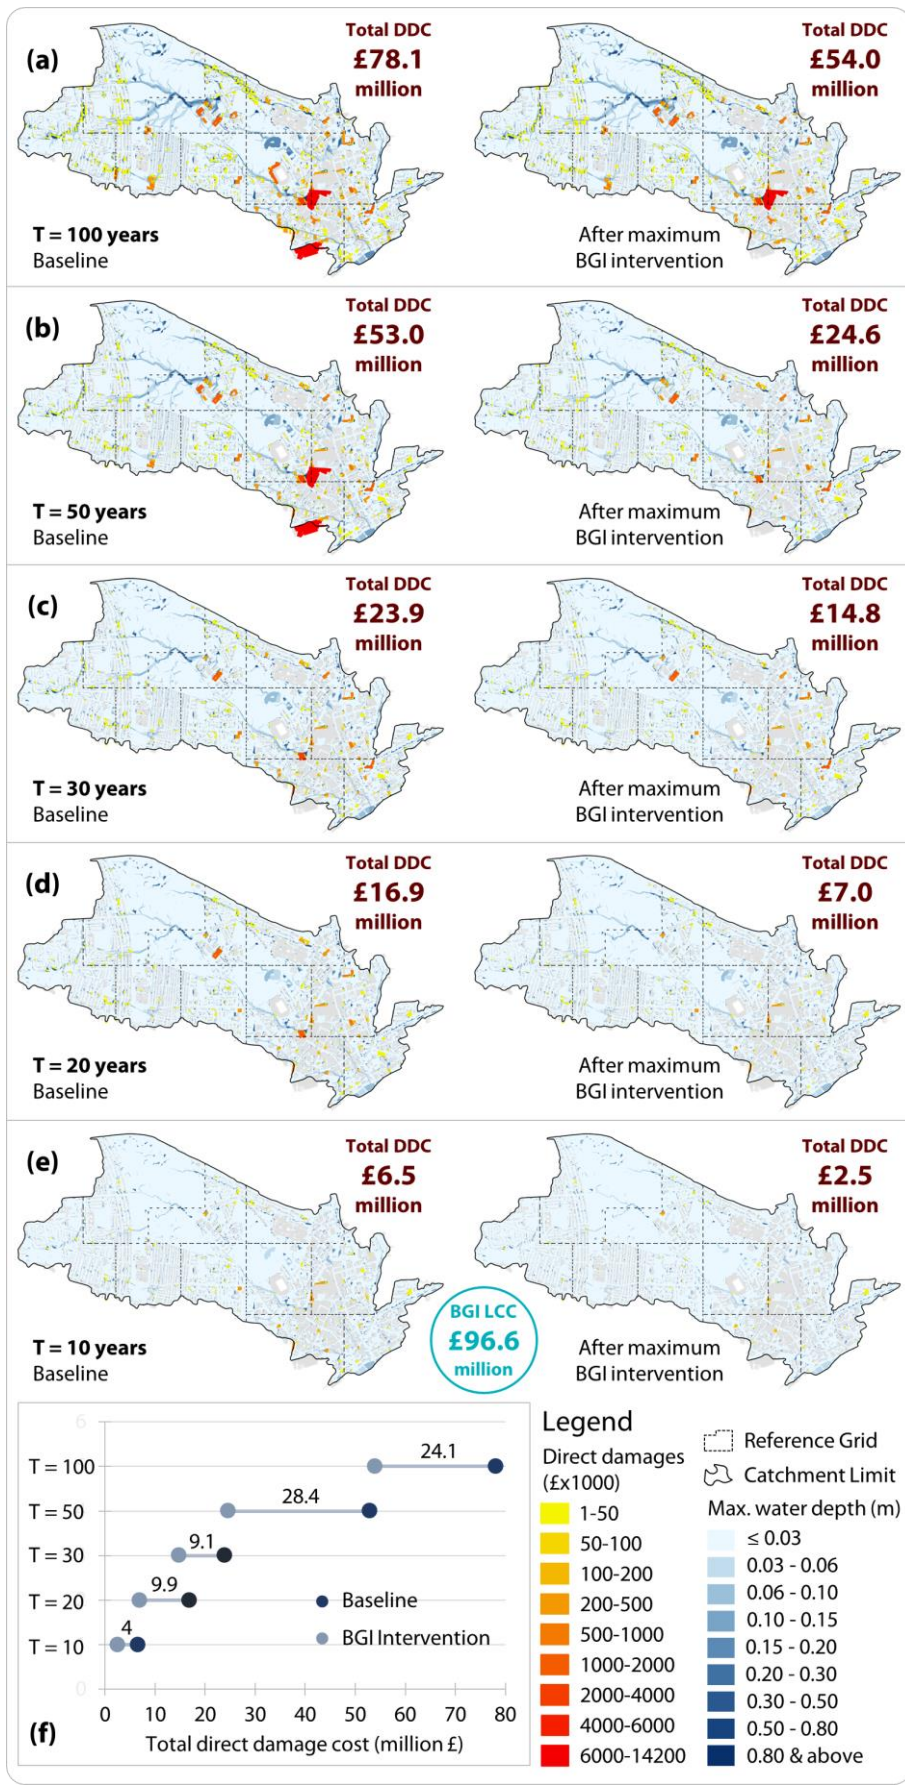 (a)
Total DDC
£78.1
million
T = 100 years
Baseline
Total DDC
£54.0
million
After maximum
BGI intervention
(b)
Total DDC
£53.0
million
T = 50 years
Baseline
Total DDC
£24.6
million
After maximum
BGI intervention
(c)
Total DDC
£23.9
million
T = 30 years
Baseline
Total DDC
£14.8
million
After maximum
BGI intervention
(d)
Total DDC
£16.9
million
T = 20 years
Baseline
Total DDC
£7.0
million
After maximum
BGI intervention
(e)
Total DDC
£6.5
million
T = 10 years
Baseline
Total DDC
£2.5
million
After maximum
BGI intervention
BGI LCC
£96.6
million
6
T = 100
24.1
T = 50
28.4
T = 30
9.1
T = 20
9.9
T = 10
4
0
Baseline
BGI Intervention
0 10 20 30 40 50 60 70 80
Total direct damage cost (million £)
(f)
Legend
Direct damages
(£x1000)
1-50
50-100
100-200
200-500
500-1000
1000-2000
2000-4000
4000-6000
6000-14200
Reference Grid
Catchment Limit
Max. water depth (m)
≤ 0.03
0.03 - 0.06
0.06 - 0.10
0.10 - 0.15
0.15 - 0.20
0.20 - 0.30
0.30 - 0.50
0.50 - 0.80
0.80 & above